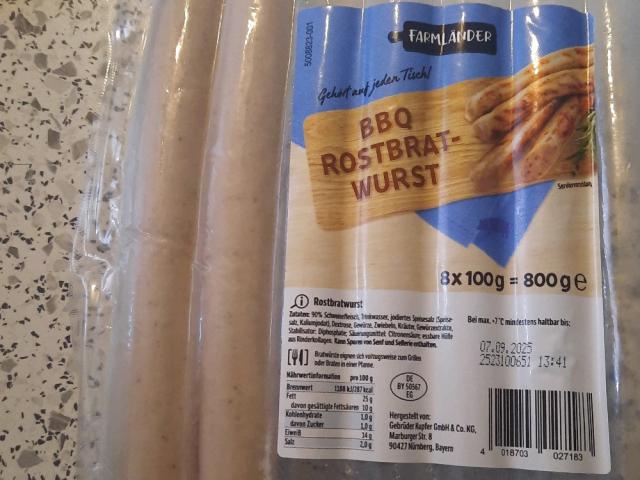 5008823-001
FARMLÄNDER
Gehört auf jeden Tisch!
BBQ
ROSTBRAT-
WURST
Serviervorschlag
8x100g = 800g e
Rostbratwurst
Zutaten: 90% Schweinefleisch, Trinkwasser, jodiertes Speisesalz (Speise-
salz, Kaliumjodat), Dextrose, Gewürze, Zwiebeln, Kräuter, Gewürzextrakte,
Stabilisator: Diphosphate; Säuerungsmittel: Citronensäure; essbare Hülle
aus Rinderkollagen. Kann Spuren von Senf und Sellerie enthalten.
Bratwürste eignen sich vorzugsweise zum Grillen
oder Braten in einer Pfanne.
Bei max. +7°C mindestens haltbar bis:
07.09.2025
2523100651 13:41
Nährwertinformation pro 100 g
Brennwert 1188 kJ/287 kcal
Fett 25 g
davon gesättigte Fettsäuren 10 g
Kohlenhydrate 1,0 g
davon Zucker 1,0 g
Eiweiß 14 g
Salz 2,0 g
DE
BY 50567
EG
Hergestellt von:
Gebrüder Kupfer GmbH & Co. KG,
Marburger Str. 8
90427 Nürnberg, Bayern
4 018703 027183